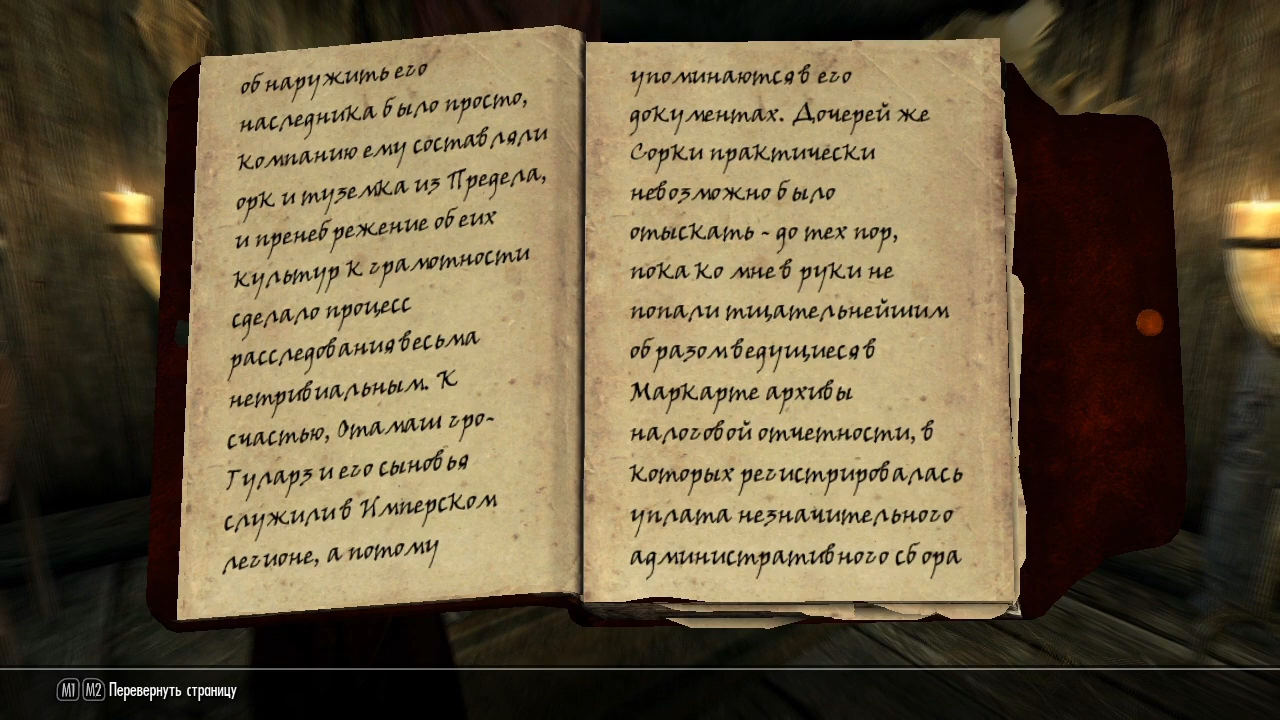 обнаружить его
наследника было просто,
компанию ему составляли
орк и туземка из Предела,
и пренебрежение обеих
культур к грамотности
сделало процесс
расследования весьма
нетривиальным. К
счастью, Отамаш гро-
Гуларз и его сыновья
служили в Имперском
легионе, а потому
упоминаются в его
документах. Дочерей же
Сорки практически
невозможно было
отыскать - до тех пор,
пока ко мне в руки не
попали тщательнейшим
образом ведущиеся в
Маркарте архивы
налоговой отчетности, в
которых регистрировалась
уплата незначительного
административного сбора
M1 M2 Перевернуть страницу